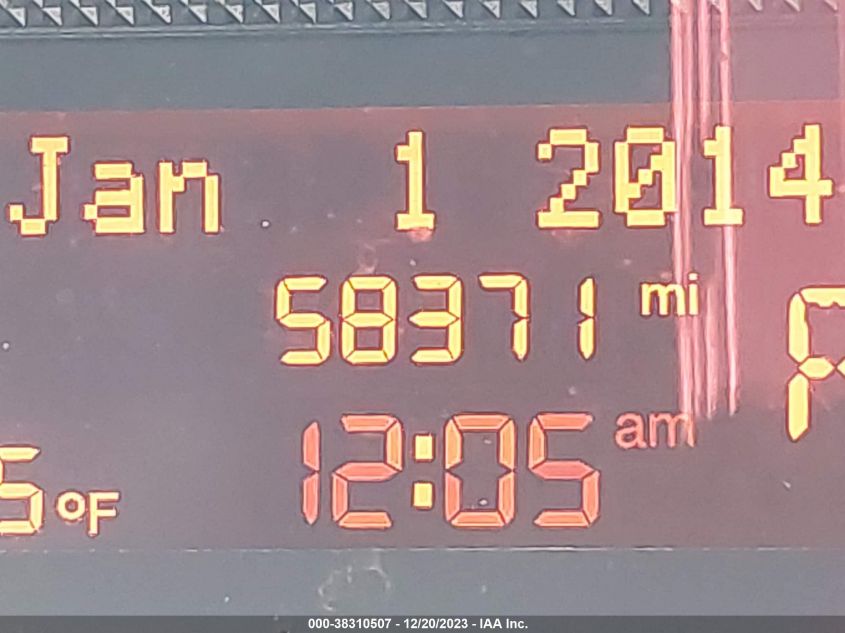 Jan 1 2014
58371 mi
12:05 am
5 °F
000-38310507 - 12/20/2023 - IAA Inc.